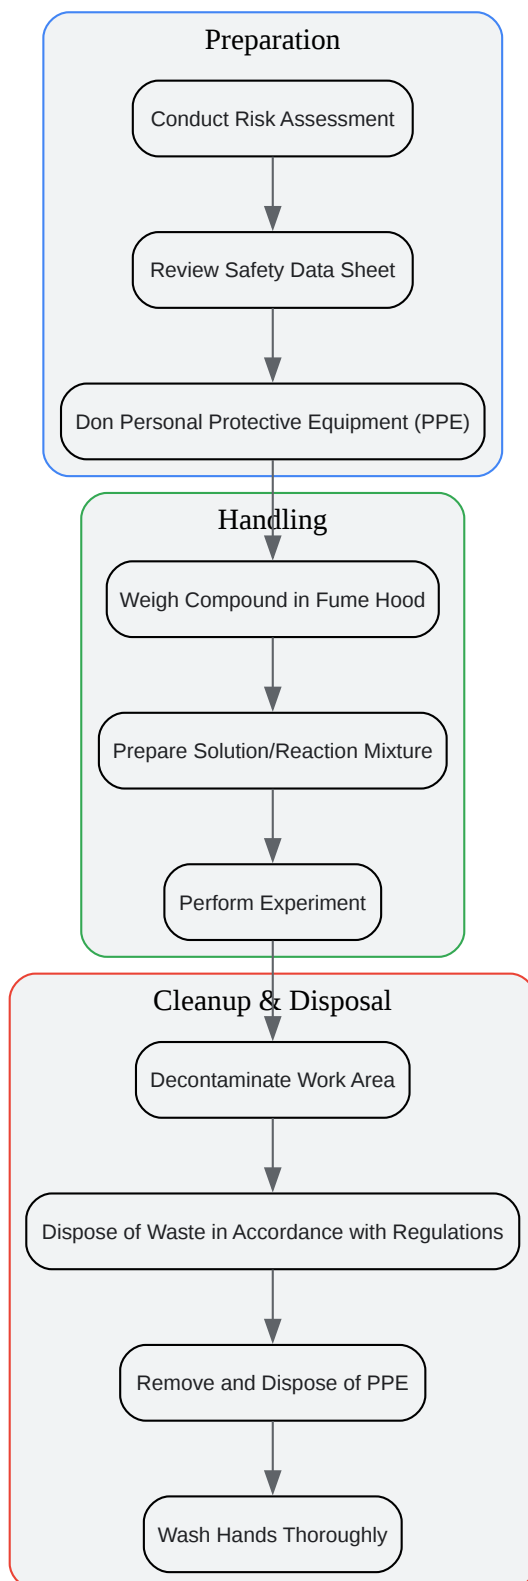 Preparation
Conduct Risk Assessment
Review Safety Data Sheet
Don Personal Protective Equipment (PPE)
Handling
Weigh Compound in Fume Hood
Prepare Solution/Reaction Mixture
Perform Experiment
Cleanup & Disposal
Decontaminate Work Area
Dispose of Waste in Accordance with Regulations
Remove and Dispose of PPE
Wash Hands Thoroughly